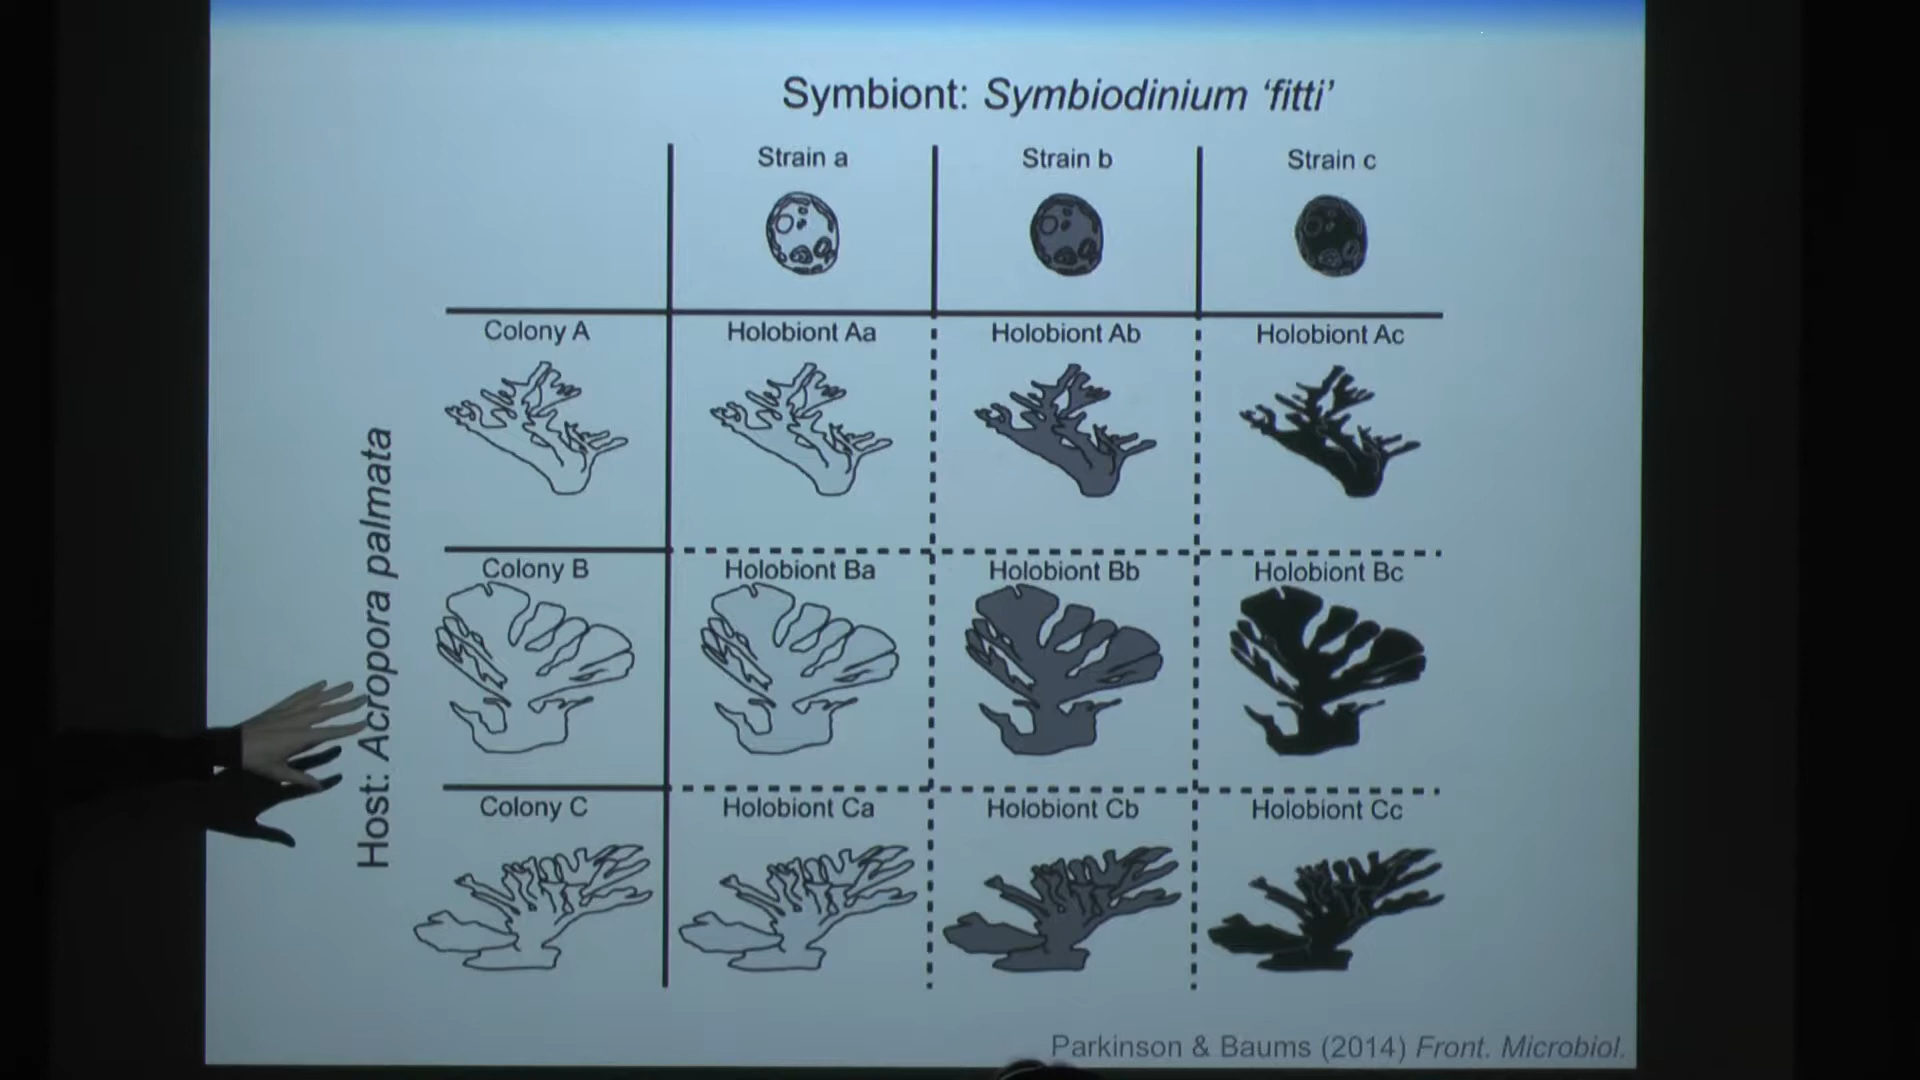 Symbiont: Symbiodinium ‘fitti’
Strain a
Strain b
Strain c
Host: Acropora palmata
Colony A
Holobiont Aa
Holobiont Ab
Holobiont Ac
Colony B
Holobiont Ba
Holobiont Bb
Holobiont Bc
Colony C
Holobiont Ca
Holobiont Cb
Holobiont Cc
Parkinson & Baums (2014) Front. Microbiol.